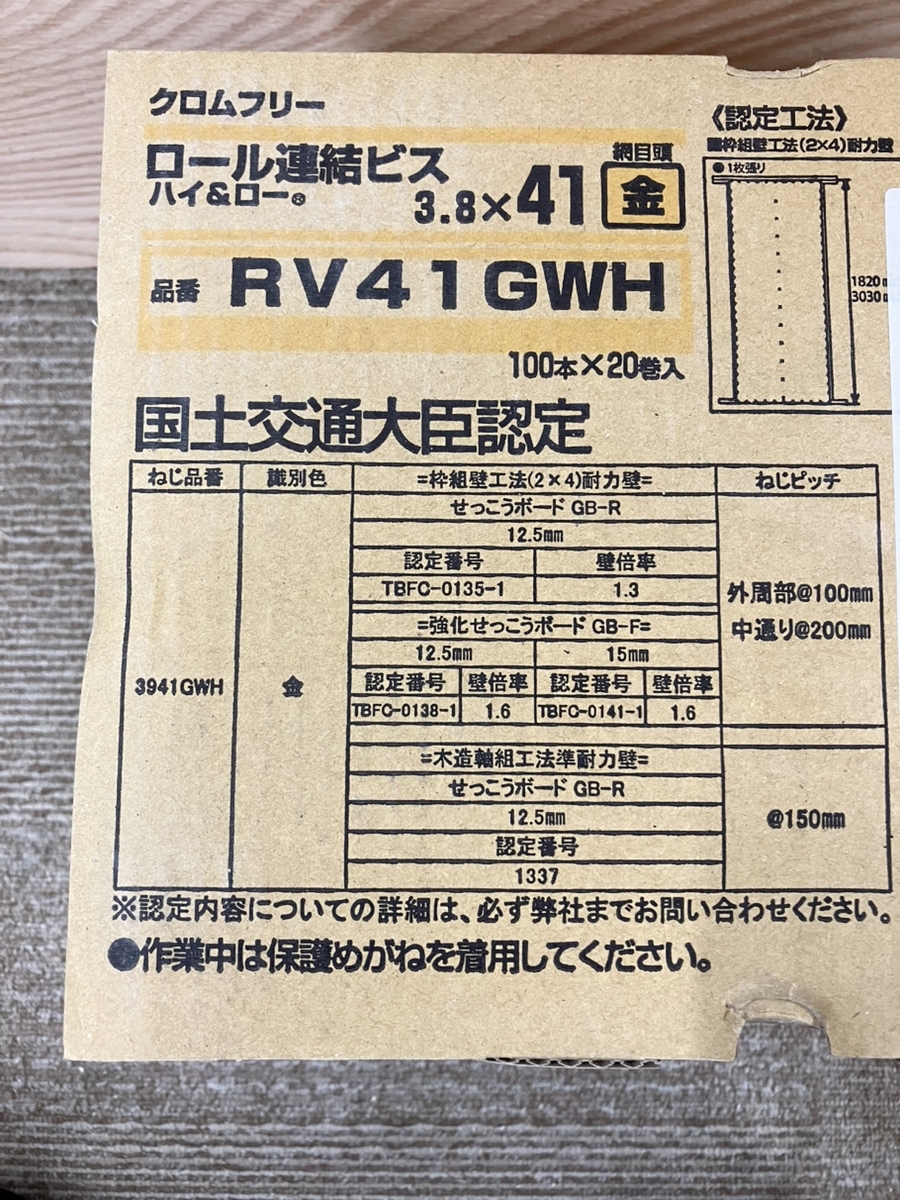 クロムフリー
ロール連結ビス
ハイ&ロー®
3.8×41
網目頭
金
品番 RV41GWH
100本×20巻入
《認定工法》
■枠組壁工法(2×4)耐力壁
●1枚張り
1820
3030
国土交通大臣認定
ねじ品番 識別色 =枠組壁工法(2×4)耐力壁= ねじピッチ
せっこうボード GB-R
12.5mm
認定番号 壁倍率
TBFC-0135-1 1.3
外周部@100mm
中通り@200mm
=強化せっこうボード GB-F=
12.5mm 15mm
認定番号 壁倍率 認定番号 壁倍率
3941GWH 金
TBFC-0138-1 1.6 TBFC-0141-1 1.6
=木造軸組工法準耐力壁=
せっこうボード GB-R
12.5mm
@150mm
認定番号
1337
※認定内容についての詳細は、必ず弊社までお問い合わせください。
●作業中は保護めがねを着用してください。